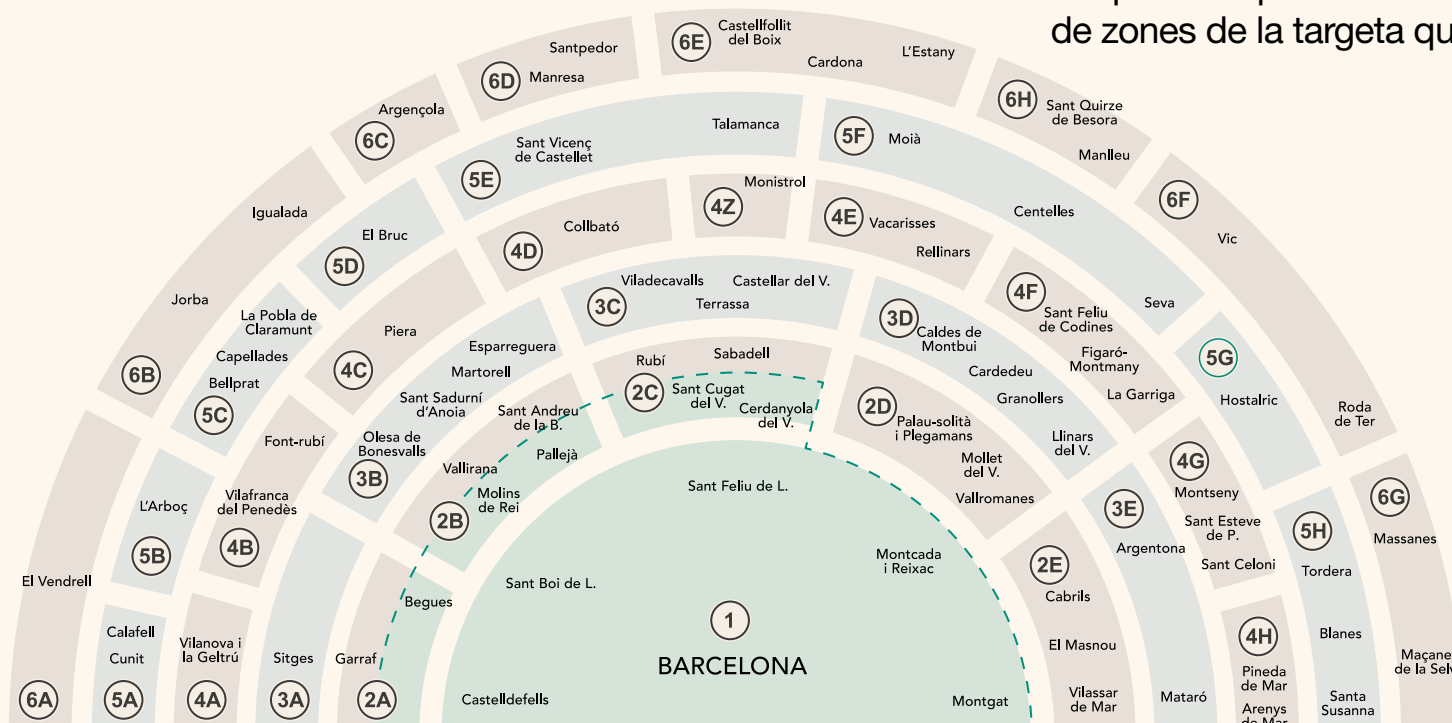 de zones de la targeta qu
6E
Castellfollit
del Boix
Cardona
L'Estany
6D
Santpedor
Manresa
6C
Argençola
6H
Sant Quirze
de Besora
Manlleu
5E
Sant Vicenç
de Castellet
Talamanca
5F
Moià
Centelles
Seva
6F
Vic
Roda
de Ter
6B
Igualada
Jorba
5D
El Bruc
4D
Collbató
4Z
Monistrol
4E
Vacarisses
Rellinars
4F
Sant Feliu
de Codines
Figaró-
Montmany
La Garriga
5G
Hostalric
5C
La Pobla de
Claramunt
Capellades
Bellprat
4C
Piera
Font-rubí
3C
Viladecavalls
Castellar del V.
Terrassa
3D
Caldes de
Montbui
Cardedeu
Granollers
Llinars
del V.
3B
Esparreguera
Martorell
Sant Sadurní
d'Anoia
Olesa de
Bonesvalls
2C
Rubí
Sabadell
Sant Cugat
del V.
Cerdanyola
del V.
2D
Palau-solità
i Plegamans
Mollet
del V.
Vallromanes
2B
Sant Andreu
de la B.
Pallejà
Vallirana
Molins
de Rei
4G
Montseny
Sant Esteve
de P.
Sant Celoni
6G
Massanes
Maçane
de la Selv
5H
Tordera
Blanes
Santa
Susanna
3E
Argentona
Mataró
2E
Cabrils
El Masnou
Vilassar
de Mar
4H
Pineda
de Mar
Arenys
de Mar
5B
L'Arboç
4B
Vilafranca
del Penedès
6A
El Vendrell
5A
Calafell
Cunit
4A
Vilanova i
la Geltrú
3A
Sitges
2A
Garraf
Begues
1
BARCELONA
Sant Feliu de L.
Montcada
i Reixac
Sant Boi de L.
Castelldefells
Montgat